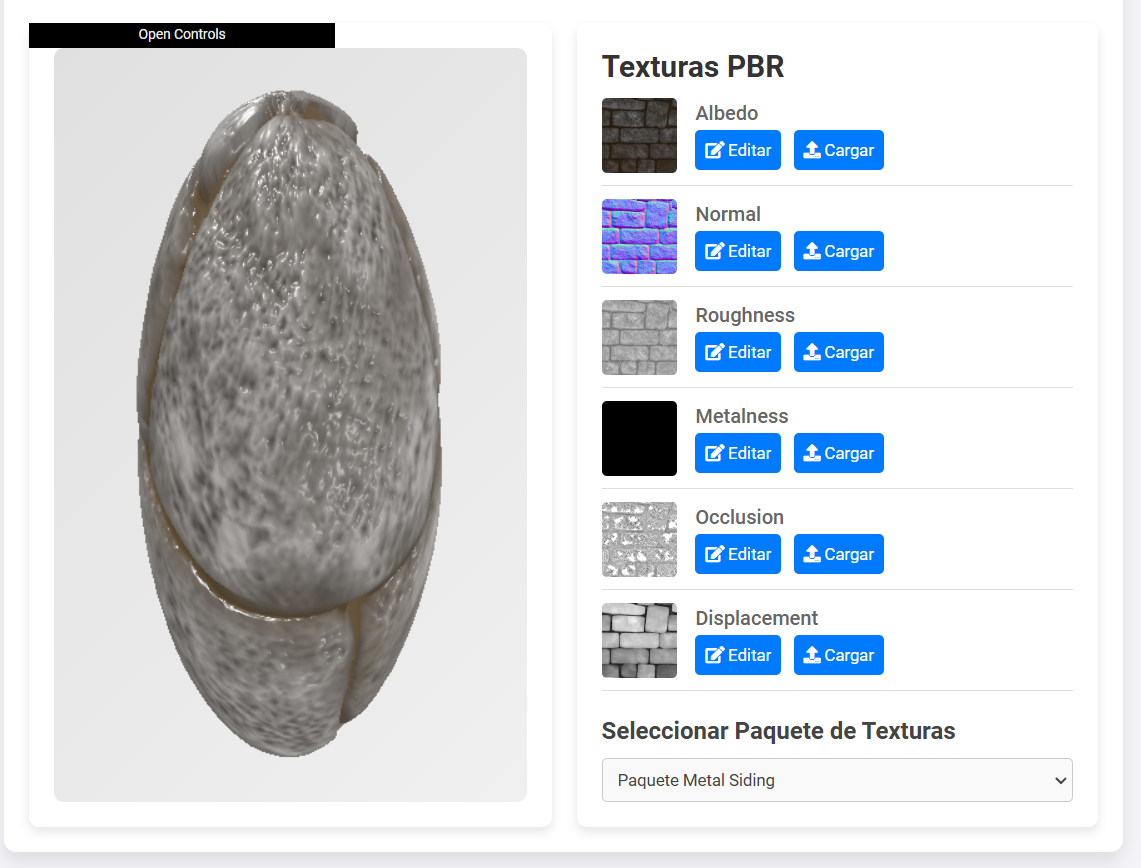 Open Controls
Texturas PBR
Albedo
Editar
Cargar
Normal
Editar
Cargar
Roughness
Editar
Cargar
Metalness
Editar
Cargar
Occlusion
Editar
Cargar
Displacement
Editar
Cargar
Seleccionar Paquete de Texturas
Paquete Metal Siding